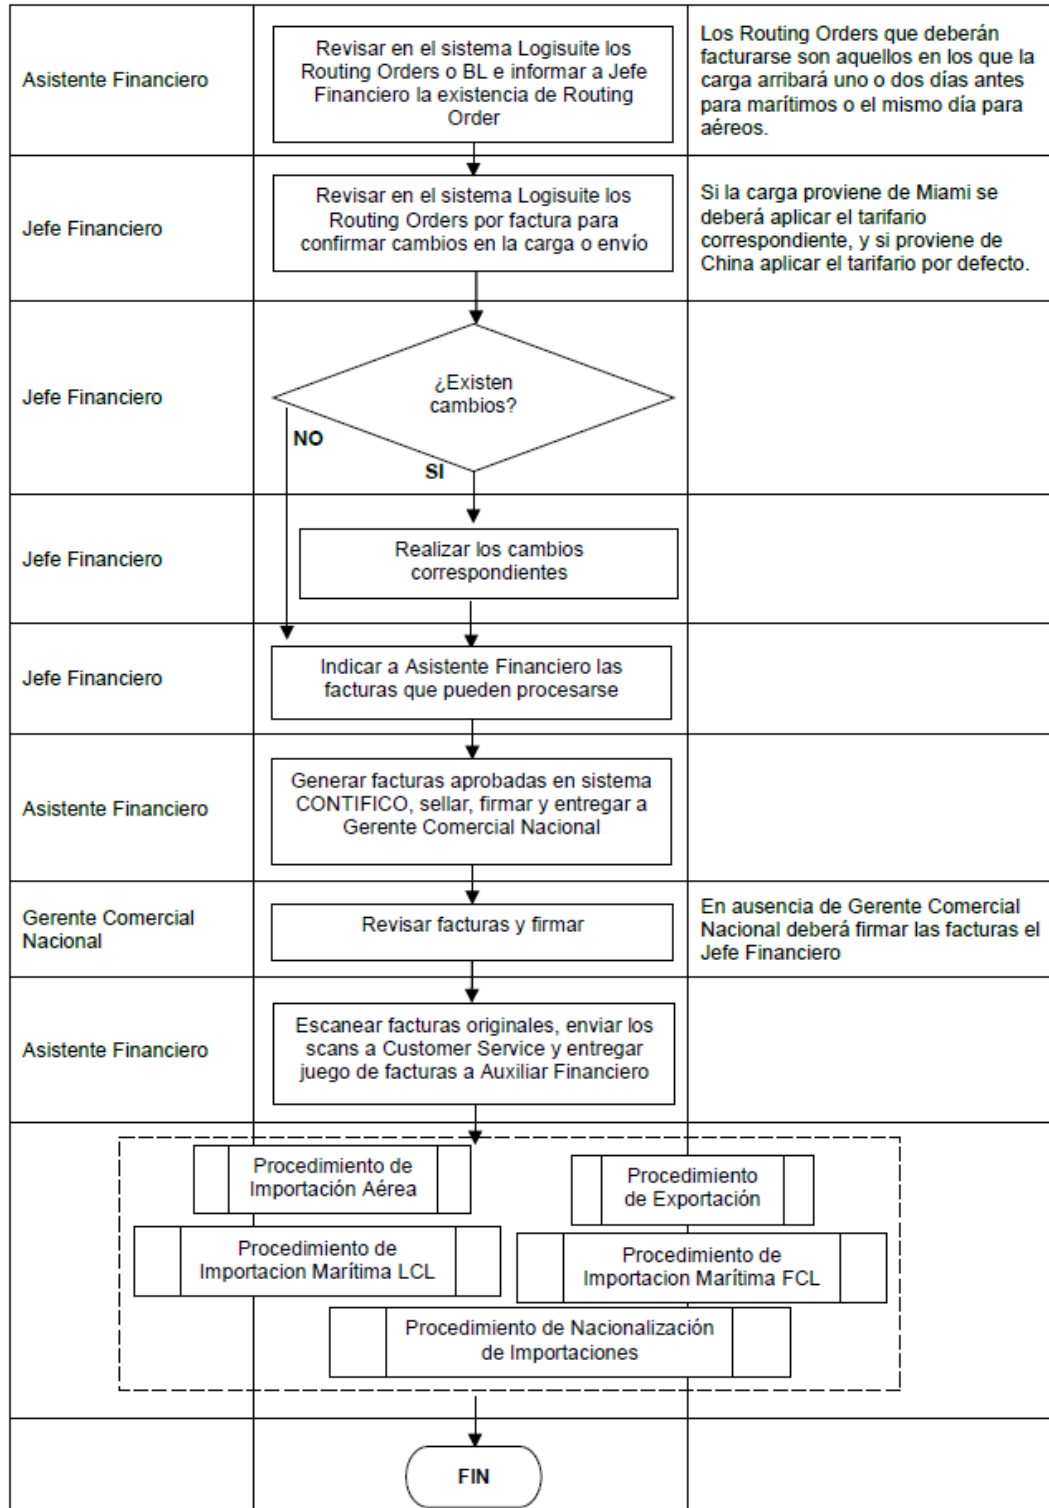 Asistente Financiero
Revisar en el sistema Logisuite los
Routing Orders o BL e informar a Jefe
Financiero la existencia de Routing
Order
Los Routing Orders que deberán
facturarse son aquellos en los que la
carga arribará uno o dos días antes
para marítimos o el mismo día para
aéreos.
Jefe Financiero
Revisar en el sistema Logisuite los
Routing Orders por factura para
confirmar cambios en la carga o envío
Si la carga proviene de Miami se
deberá aplicar el tarifario
correspondiente, y si proviene de
China aplicar el tarifario por defecto.
Jefe Financiero
¿Existen
cambios?
NO
SI
Jefe Financiero
Realizar los cambios
correspondientes
Jefe Financiero
Indicar a Asistente Financiero las
facturas que pueden procesarse
Asistente Financiero
Generar facturas aprobadas en sistema
CONTIFICO, sellar, firmar y entregar a
Gerente Comercial Nacional
Gerente Comercial
Nacional
Revisar facturas y firmar
En ausencia de Gerente Comercial
Nacional deberá firmar las facturas el
Jefe Financiero
Asistente Financiero
Escanear facturas originales, enviar los
scans a Customer Service y entregar
juego de facturas a Auxiliar Financiero
Procedimiento de
Importación Aérea
Procedimiento
de Exportación
Procedimiento de
Importacion Marítima LCL
Procedimiento de
Importacion Marítima FCL
Procedimiento de Nacionalización
de Importaciones
FIN